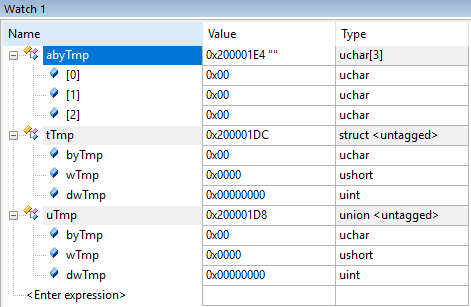 Watch 1
Name Value Type
abyTmp 0x200001E4 "" uchar[3]
[0] 0x00 uchar
[1] 0x00 uchar
[2] 0x00 uchar
tTmp 0x200001DC struct <untagged>
byTmp 0x00 uchar
wTmp 0x0000 ushort
dwTmp 0x00000000 uint
uTmp 0x200001D8 union <untagged>
byTmp 0x00 uchar
wTmp 0x0000 ushort
dwTmp 0x00000000 uint
<Enter expression>